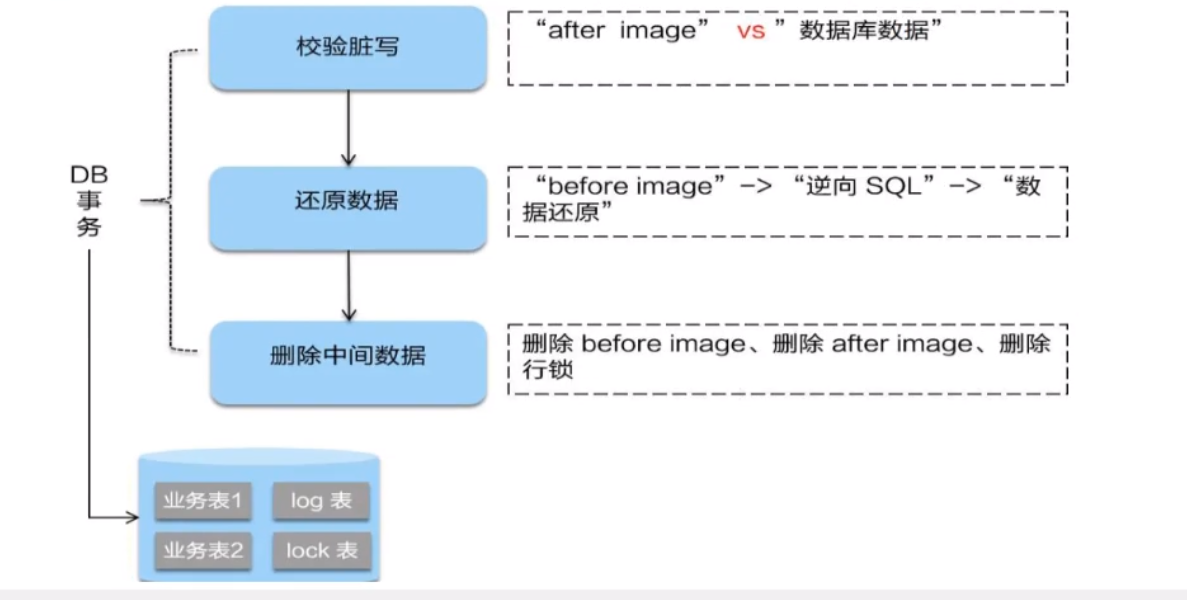 校验脏写
“after image” vs ”数据库数据”
DB
事
务
还原数据
“before image”–> “逆向 SQL”–> “数
据还原”
删除中间数据
删除 before image、删除 after image、删除
行锁
业务表1
log 表
业务表2
lock 表